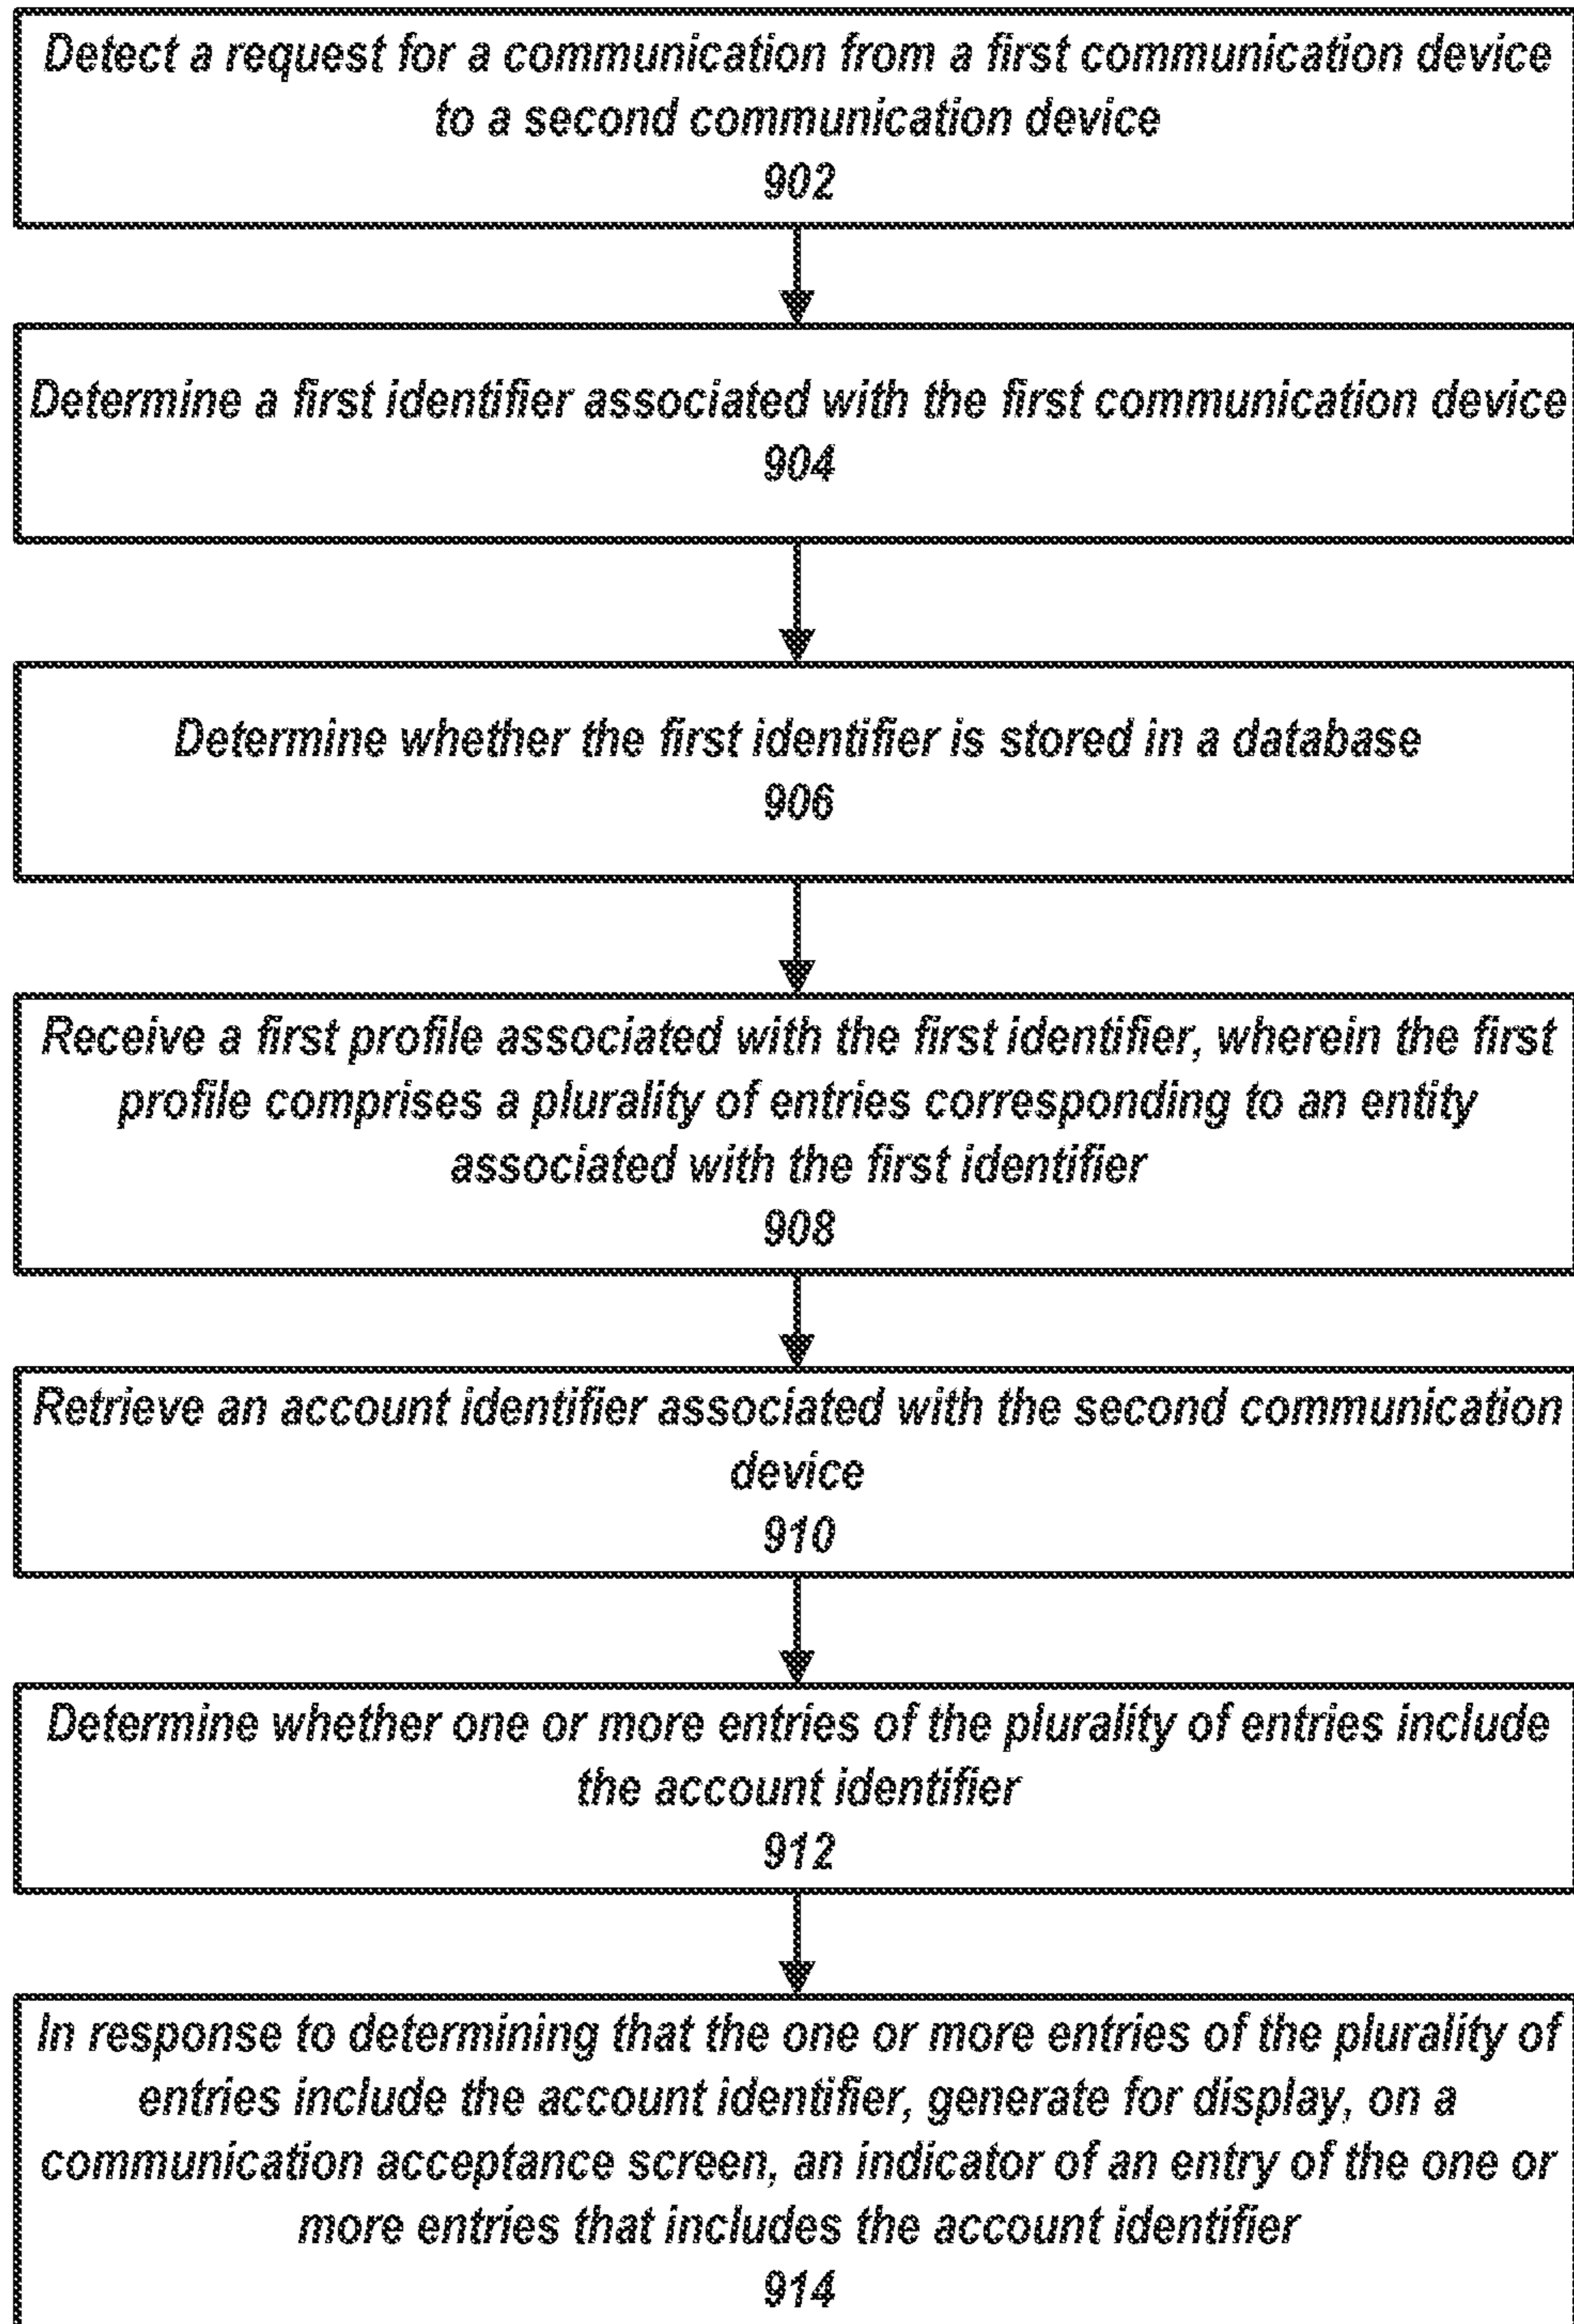 Detect a request for a communication from a first communication device
to a second communication device
902
Determine a first identifier associated with the first communication device
904
Determine whether the first identifier is stored in a database
906
Receive a first profile associated with the first identifier, wherein the first
profile comprises a plurality of entries corresponding to an entity
associated with the first identifier
908
Retrieve an account identifier associated with the second communication
device
910
Determine whether one or more entries of the plurality of entries include
the account identifier
912
In response to determining that the one or more entries of the plurality of
entries include the account identifier, generate for display, on a
communication acceptance screen, an indicator of an entry of the one or
more entries that includes the account identifier
914